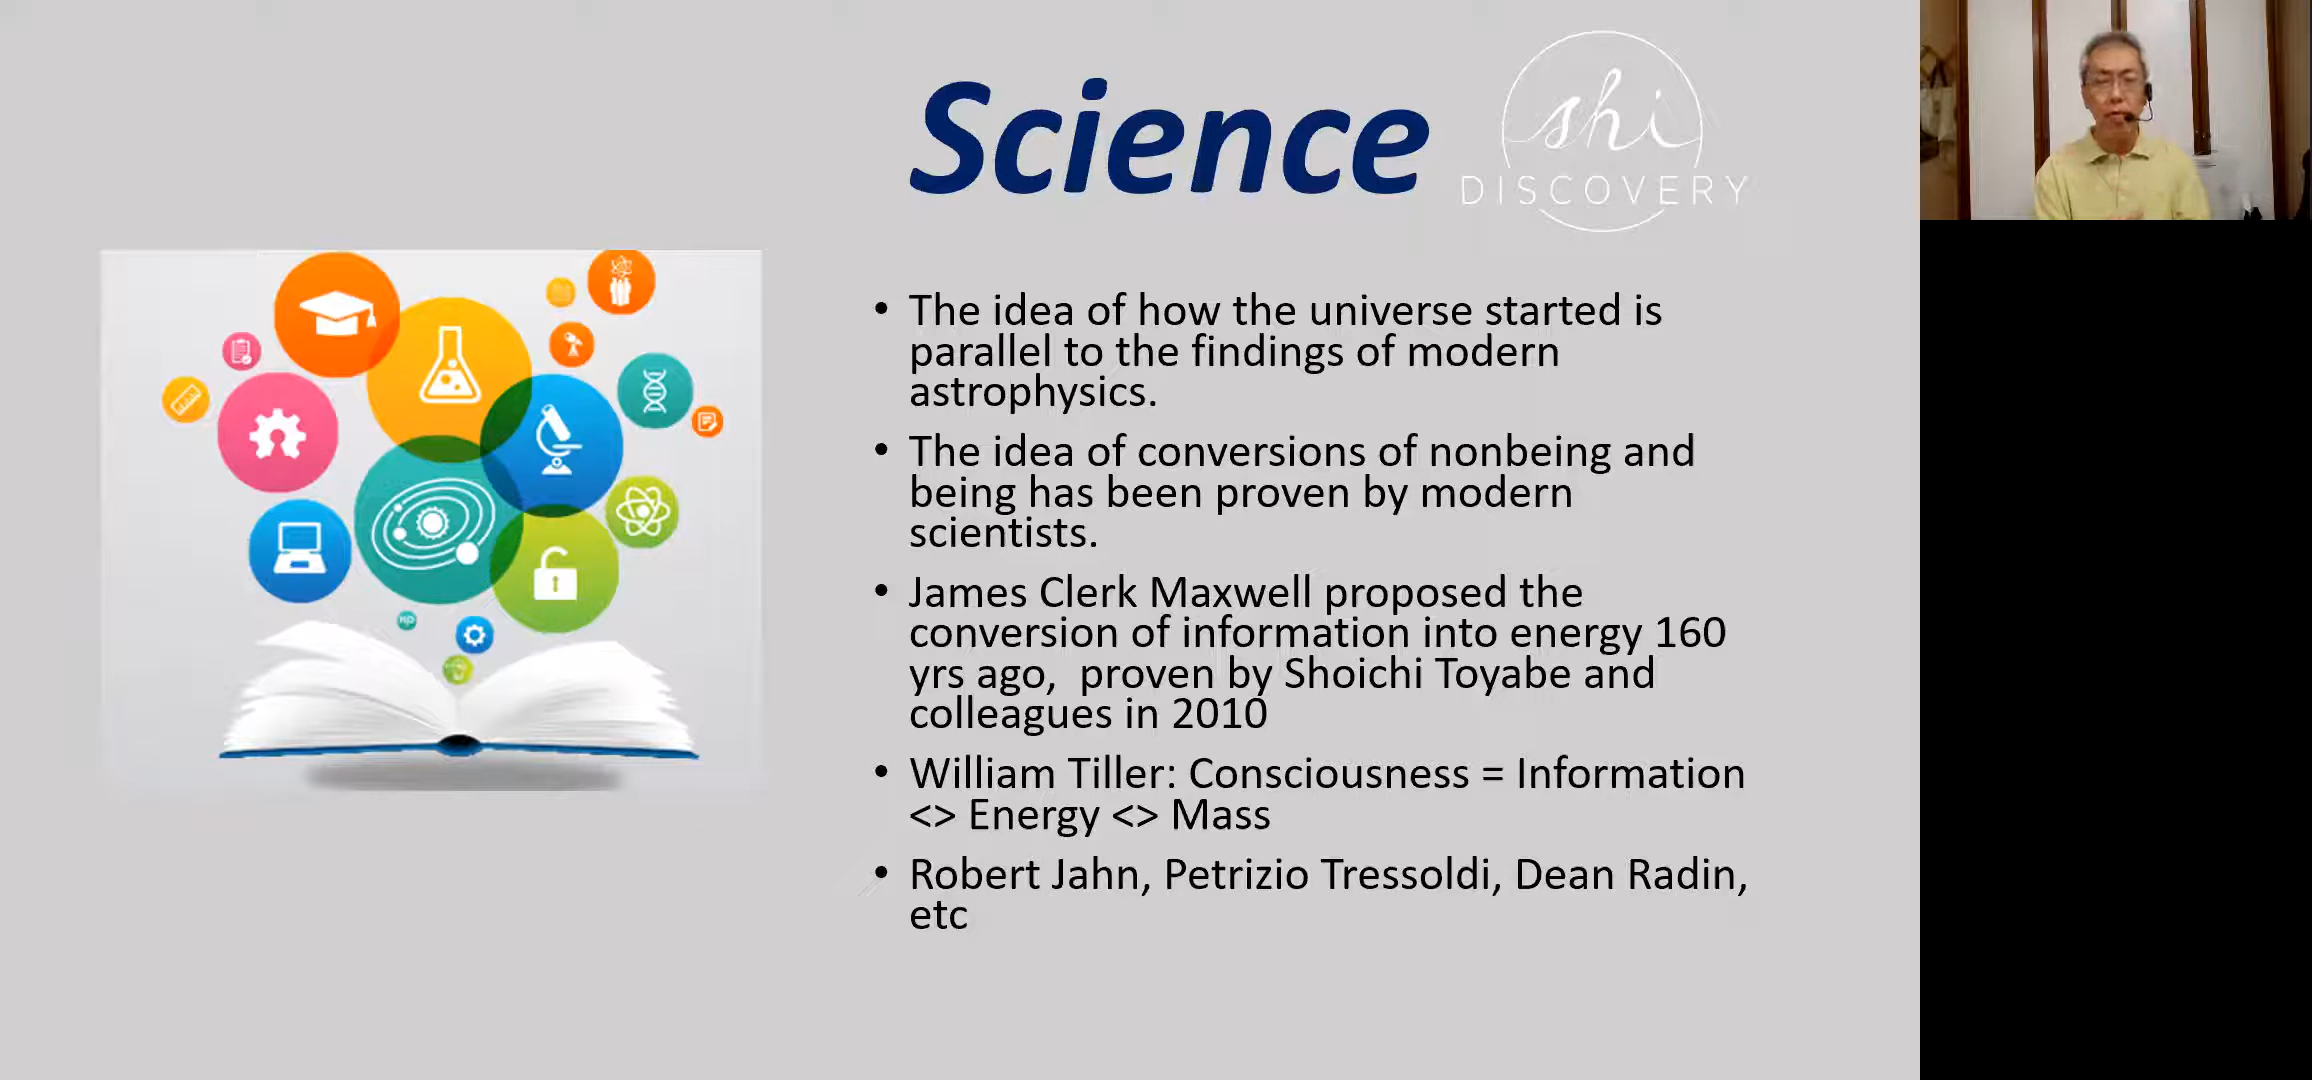 Science
shi
DISCOVERY
• The idea of how the universe started is
parallel to the findings of modern
astrophysics.
• The idea of conversions of nonbeing and
being has been proven by modern
scientists.
• James Clerk Maxwell proposed the
conversion of information into energy 160
yrs ago,  proven by Shoichi Toyabe and
colleagues in 2010
• William Tiller: Consciousness = Information
<> Energy <> Mass
• Robert Jahn, Petrizio Tressoldi, Dean Radin,
etc